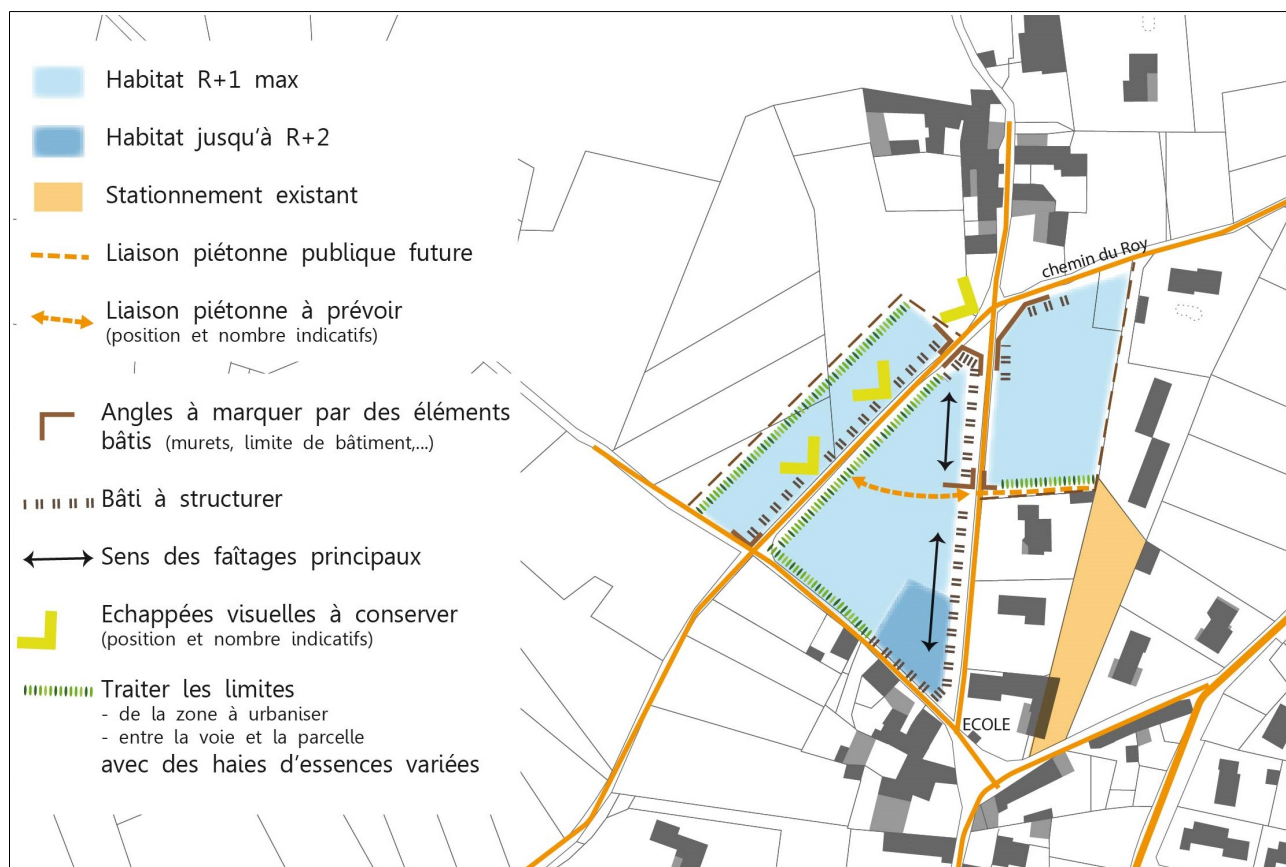 Habitat R+1 max
Habitat jusqu'à R+2
Stationnement existant
Liaison piétonne publique future
Liaison piétonne à prévoir
(position et nombre indicatifs)
Angles à marquer par des éléments
bâtis (murets, limite de bâtiment,...)
Bâti à structurer
Sens des faîtages principaux
Echappées visuelles à conserver
(position et nombre indicatifs)
Traiter les limites
- de la zone à urbaniser
- entre la voie et la parcelle
avec des haies d'essences variées
chemin du Roy
ECOLE